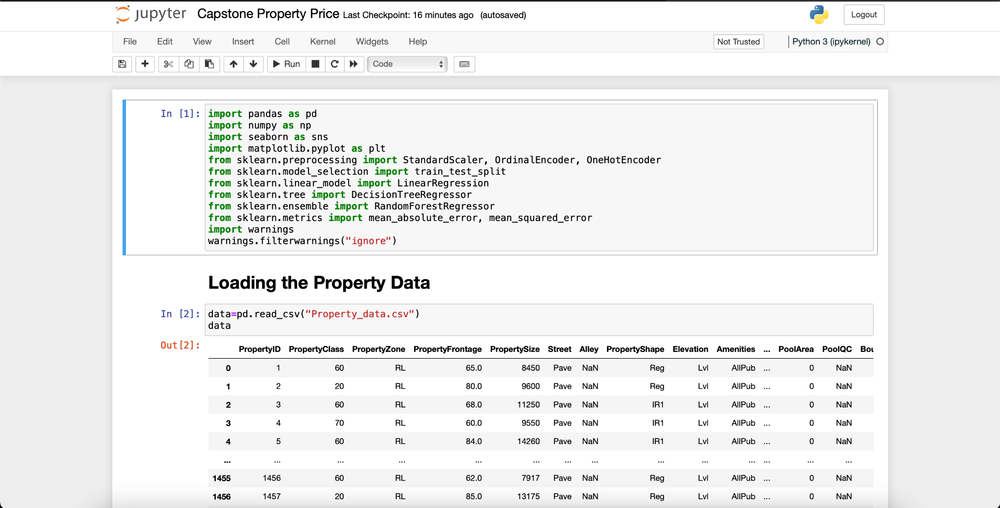 jupyter Capstone Property Price Last Checkpoint: 16 minutes ago (autosaved) Logout
File Edit View Insert Cell Kernel Widgets Help Not Trusted Python 3 (ipykernel)
Run Code
In [1]: import pandas as pd
import numpy as np
import seaborn as sns
import matplotlib.pyplot as plt
from sklearn.preprocessing import StandardScaler, OrdinalEncoder, OneHotEncoder
from sklearn.model_selection import train_test_split
from sklearn.linear_model import LinearRegression
from sklearn.tree import DecisionTreeRegressor
from sklearn.ensemble import RandomForestRegressor
from sklearn.metrics import mean_absolute_error, mean_squared_error
import warnings
warnings.filterwarnings("ignore")
Loading the Property Data
In [2]: data=pd.read_csv("Property_data.csv")
data
Out[2]:
PropertyID PropertyClass PropertyZone PropertyFrontage PropertySize Street Alley PropertyShape Elevation Amenities ... PoolArea PoolQC Bou
0 1 60 RL 65.0 8450 Pave NaN Reg Lvl AllPub ... 0 NaN
1 2 20 RL 80.0 9600 Pave NaN Reg Lvl AllPub ... 0 NaN
2 3 60 RL 68.0 11250 Pave NaN IR1 Lvl AllPub ... 0 NaN
3 4 70 RL 60.0 9550 Pave NaN IR1 Lvl AllPub ... 0 NaN
4 5 60 RL 84.0 14260 Pave NaN IR1 Lvl AllPub ... 0 NaN
... ... ... ... ... ... ... ... ... ... ... ... ... ...
1455 1456 60 RL 62.0 7917 Pave NaN Reg Lvl AllPub ... 0 NaN
1456 1457 20 RL 85.0 13175 Pave NaN Reg Lvl AllPub ... 0 NaN